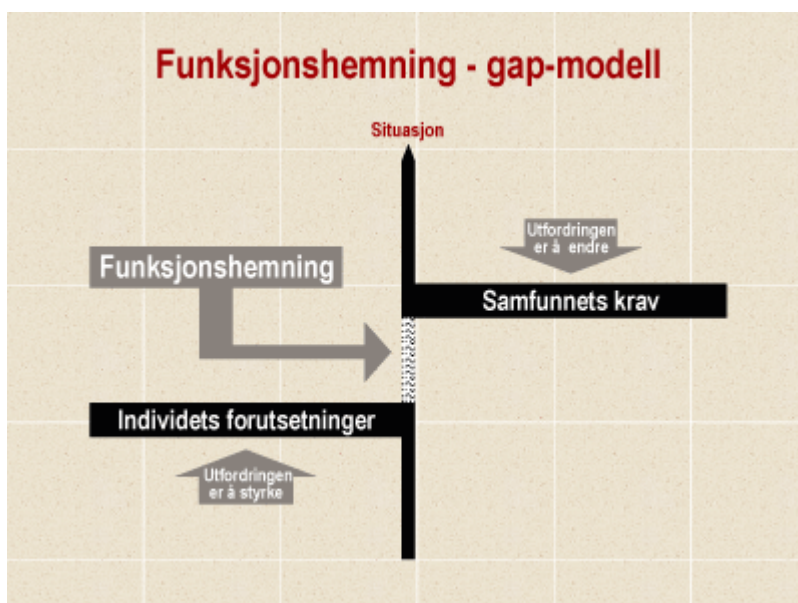 Funksjonshemning - gap-modell
Situasjon
Utfordringen
er å endre
Funksjonshemning
Samfunnets krav
Individets forutsetninger
Utfordringen
er å styrke